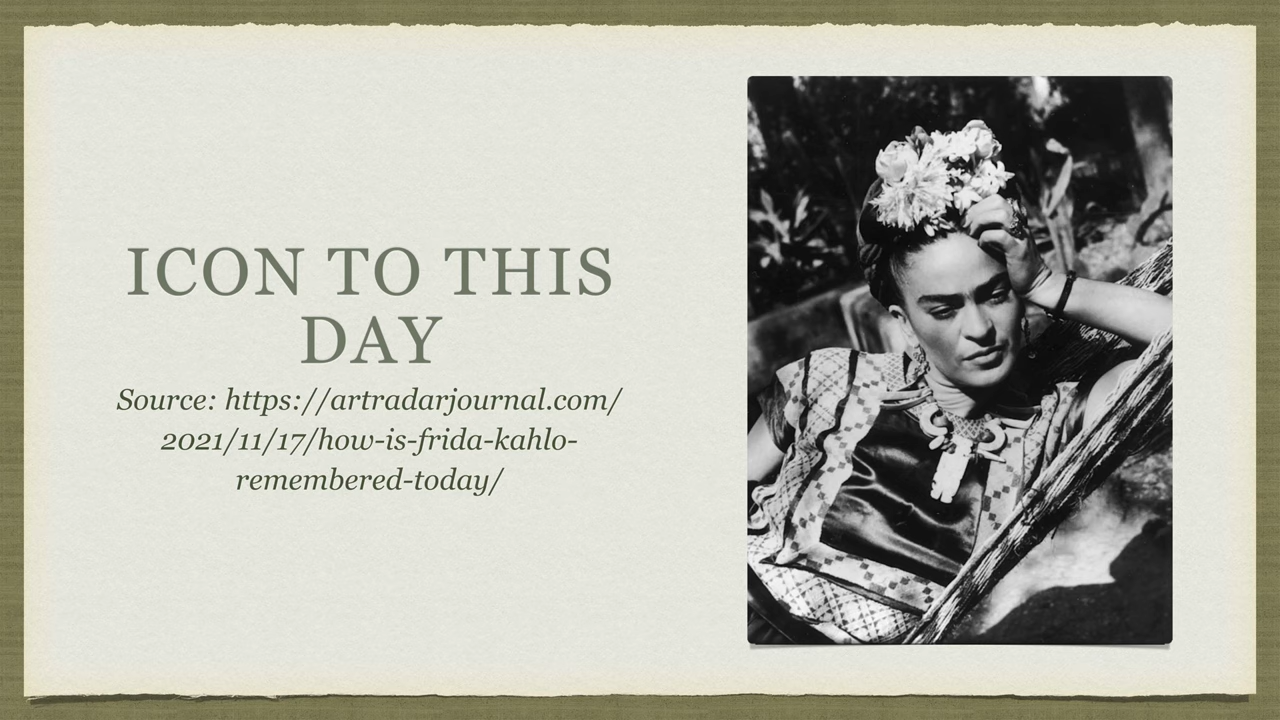 ICON TO THIS
DAY
Source: https://artradarjournal.com/
2021/11/17/how-is-frida-kahlo-
remembered-today/